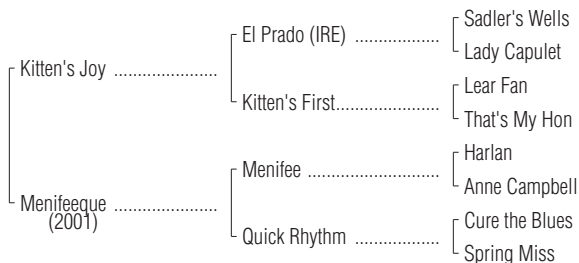 Sadler's Wells
El Prado (IRE) ..................
Lady Capulet
Kitten's Joy ......................
Lear Fan
Kitten's First......................
That's My Hon
Harlan
Menifee ............................
Anne Campbell
Menifeeque ......................
(2001)
Cure the Blues
Quick Rhythm ..................
Spring Miss